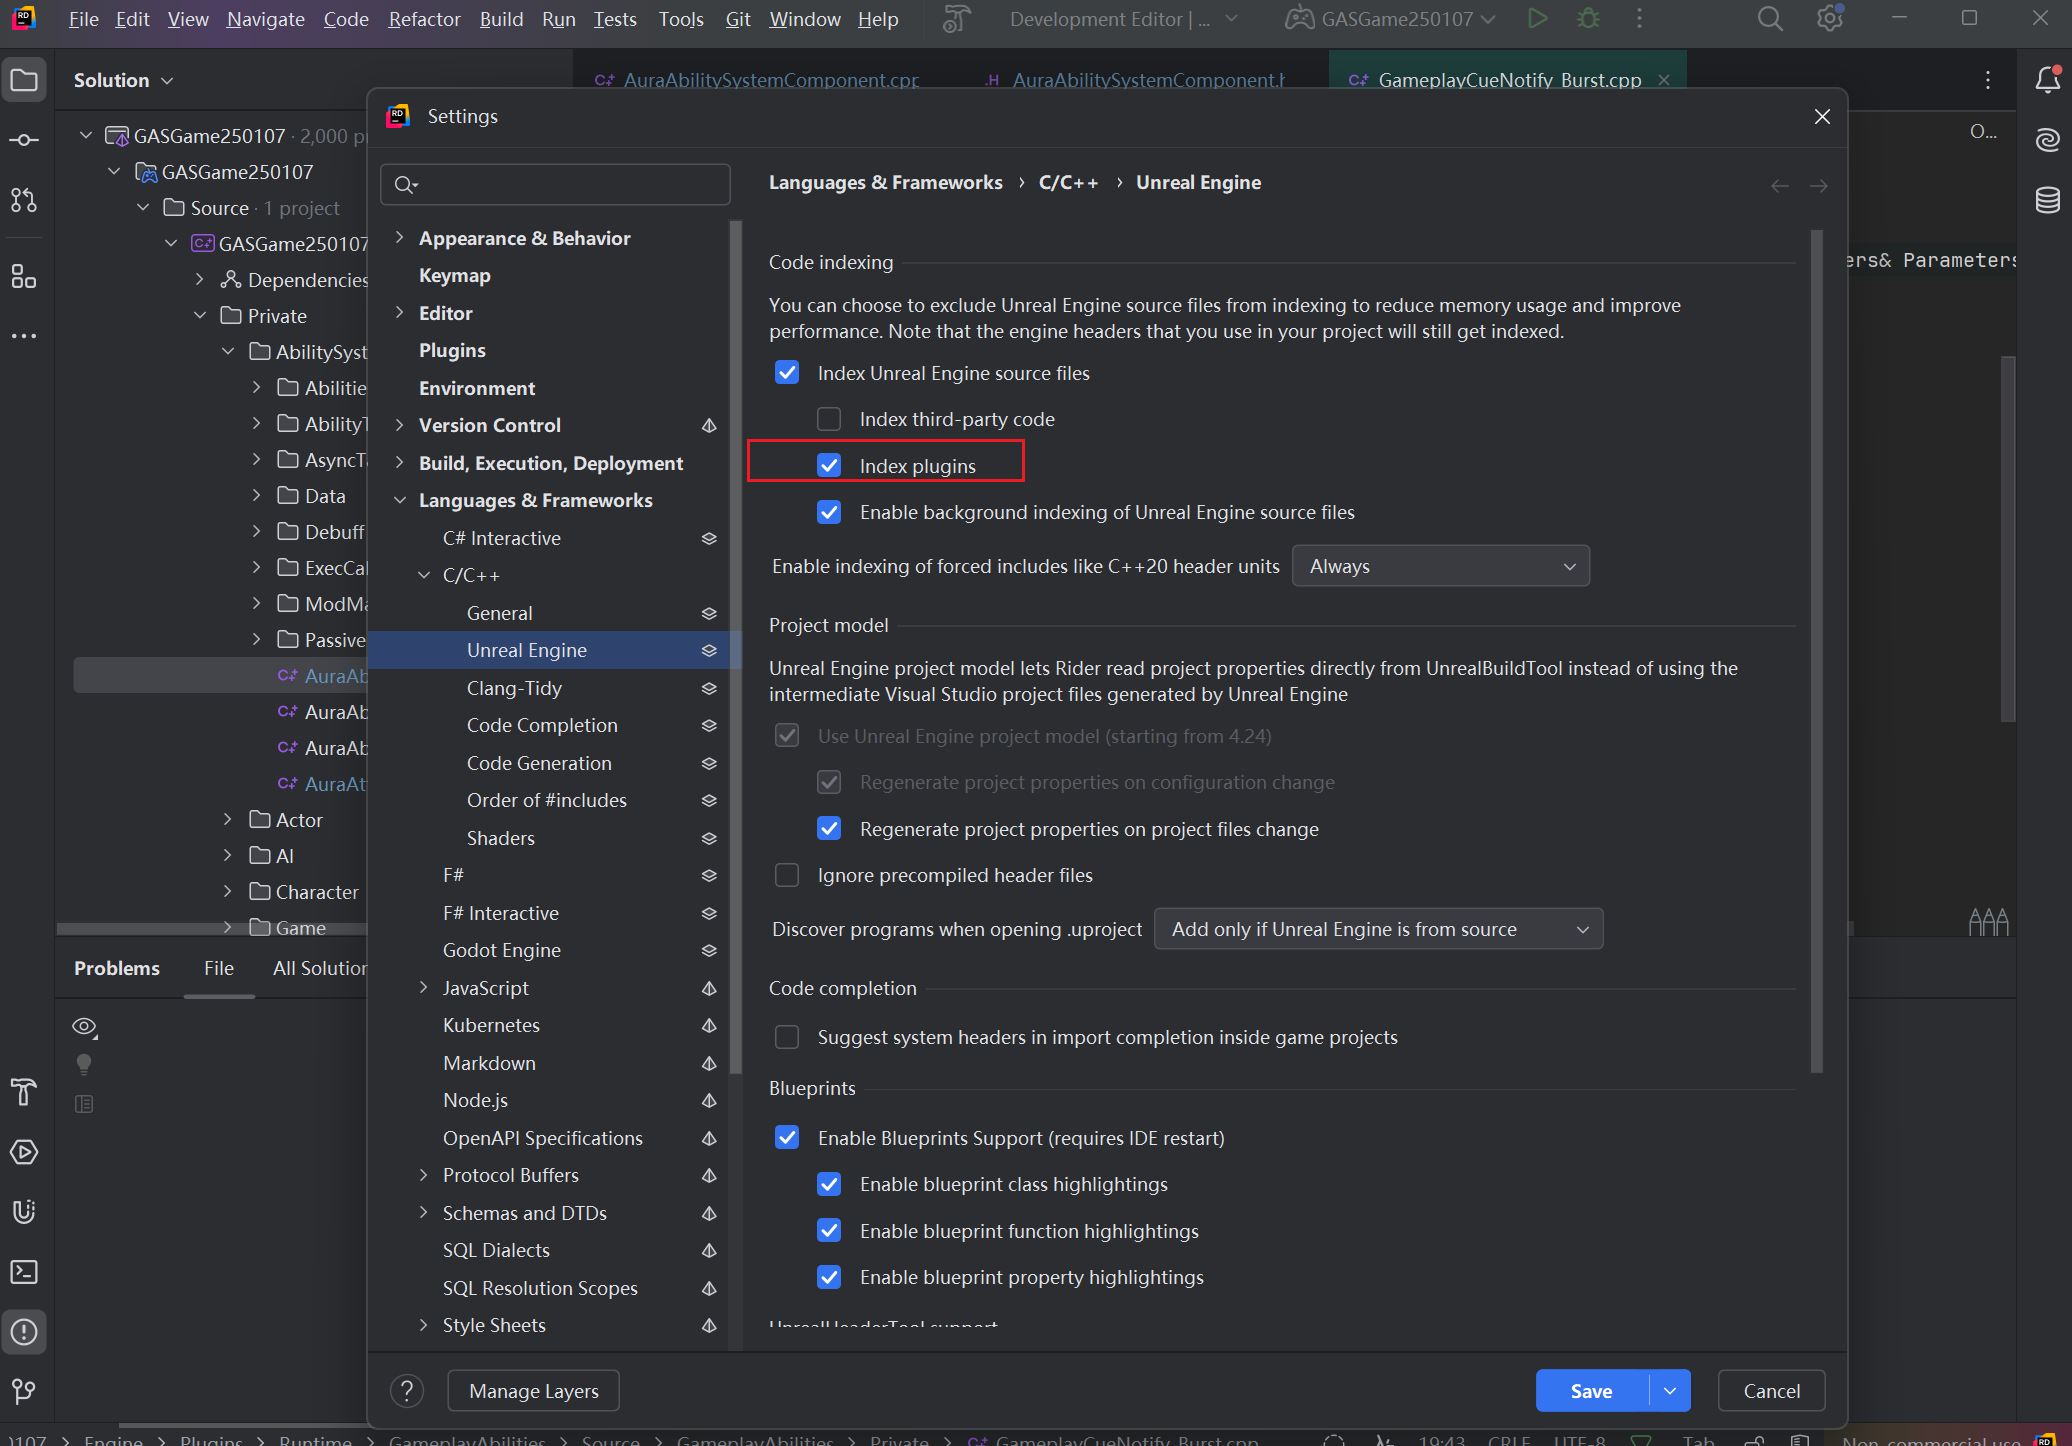 File Edit View Navigate Code Refactor Build Run Tests Tools Git Window Help
Development Editor | ...
GASGame250107
Solution
AuraAbilitySystemComponent.cpp
AuraAbilitySystemComponent.h
GameplayCueNotify_Burst.cpp
GASGame250107 · 2,000 p
GASGame250107
Source · 1 project
GASGame250107
Dependencies
Private
AbilitySyst
Abilitie
Ability
AsyncTa
Data
Debuff
ExecCal
ModMa
Passive
AuraAb
AuraAb
AuraAb
AuraAt
Actor
AI
Character
Game
O...
ers& Parameters
Settings
Appearance & Behavior
Keymap
Editor
Plugins
Environment
Version Control
Build, Execution, Deployment
Languages & Frameworks
C# Interactive
C/C++
General
Unreal Engine
Clang-Tidy
Code Completion
Code Generation
Order of #includes
Shaders
F#
F# Interactive
Godot Engine
JavaScript
Kubernetes
Markdown
Node.js
OpenAPI Specifications
Protocol Buffers
Schemas and DTDs
SQL Dialects
SQL Resolution Scopes
Style Sheets
Languages & Frameworks › C/C++ › Unreal Engine
Code indexing
You can choose to exclude Unreal Engine source files from indexing to reduce memory usage and improve
performance. Note that the engine headers that you use in your project will still get indexed.
Index Unreal Engine source files
Index third-party code
Index plugins
Enable background indexing of Unreal Engine source files
Enable indexing of forced includes like C++20 header units Always
Project model
Unreal Engine project model lets Rider read project properties directly from UnrealBuildTool instead of using the
intermediate Visual Studio project files generated by Unreal Engine
Use Unreal Engine project model (starting from 4.24)
Regenerate project properties on configuration change
Regenerate project properties on project files change
Ignore precompiled header files
Discover programs when opening .uproject Add only if Unreal Engine is from source
Code completion
Suggest system headers in import completion inside game projects
Blueprints
Enable Blueprints Support (requires IDE restart)
Enable blueprint class highlightings
Enable blueprint function highlightings
Enable blueprint property highlightings
UnrealHeaderTool support
? Manage Layers Save Cancel
Problems File All Solution
)107 › Engine › Plugins › Runtime › GameplayAbilities › Source › GameplayAbilities › Private › GameplayCueNotify_Burst.cpp
19:43 CRLF UTF-8 Tab Non-commercial use